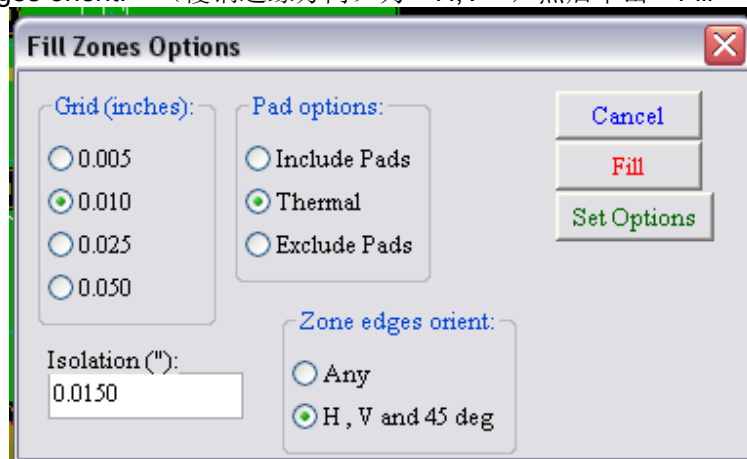 Fill Zones Options
Grid (inches):
0.005
0.010
0.025
0.050
Pad options:
Include Pads
Thermal
Exclude Pads
Cancel
Fill
Set Options
Isolation ("):
0.0150
Zone edges orient:
Any
H , V and 45 deg